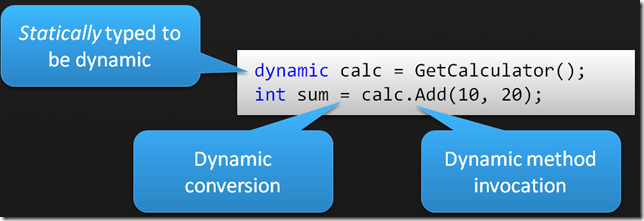 Statically typed to
be dynamic
dynamic calc = GetCalculator();
int sum = calc.Add(10, 20);
Dynamic
conversion
Dynamic method
invocation